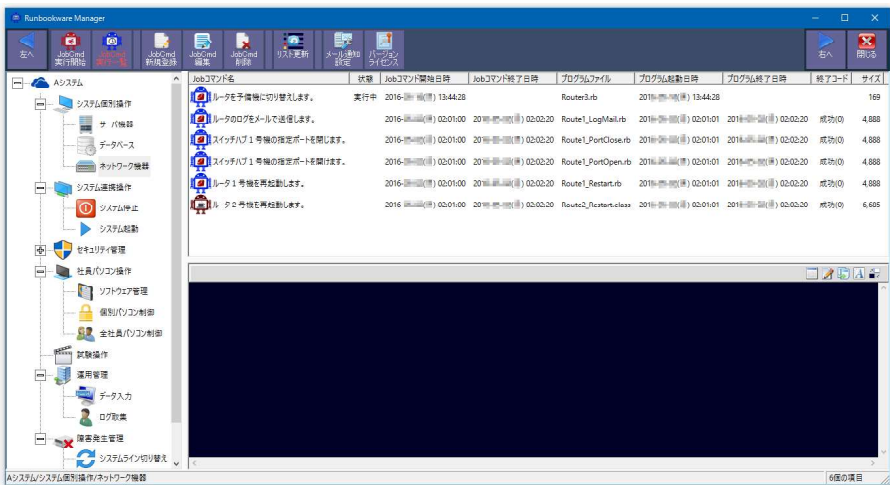 Runbookware Manager
左へ
JobCmd
実行開始
JobCmd
新規登録
JobCmd
編集
JobCmd
削除
リスト更新
メール通知
設定
バージョン
ライセンス
右へ
閉じる
Aシステム
システム個別操作
サーバ機器
データベース
ネットワーク機器
システム連携操作
システム停止
システム起動
セキュリティ管理
社員パソコン操作
ソフトウェア管理
個別パソコン制御
全社員パソコン制御
試験操作
運用管理
データ入力
ログ取集
障害発生管理
システムライン切り替え
Jobコマンド名 状態 Jobコマンド開始日時 Jobコマンド終了日時 プログラムファイル プログラム起動日時 プログラム終了日時 終了コード サイズ
ルータを予備機に切り替えします。 実行中 2016- 13:44:28 Router3.rb 201 13:44:28 169
ルータのログをメールで送信します。 2016- 02:01:00 201 02:02:20 Route1_LogMail.rb 201 02:01:01 201 02:02:20 成功(0) 4,888
スイッチハブ1号機の指定ポートを閉じます。 2016- 02:01:00 201 02:02:20 Route1_PortClose.rb 201 02:01:01 201 02:02:20 成功(0) 4,888
スイッチハブ1号機の指定ポートを開けます。 2016- 02:01:00 201 02:02:20 Route1_PortOpen.rb 201 02:01:01 201 02:02:20 成功(0) 4,888
ルータ1号機を再起動します。 2016- 02:01:00 201 02:02:20 Route1_Restart.rb 201 02:01:01 201 02:02:20 成功(0) 4,888
ルータ2号機を再起動します。 2016 02:01:00 201 02:02:20 Route2_Restart.class 201 02:01:01 201 02:02:20 成功(0) 6,605
Aシステム/システム個別操作/ネットワーク機器
6個の項目